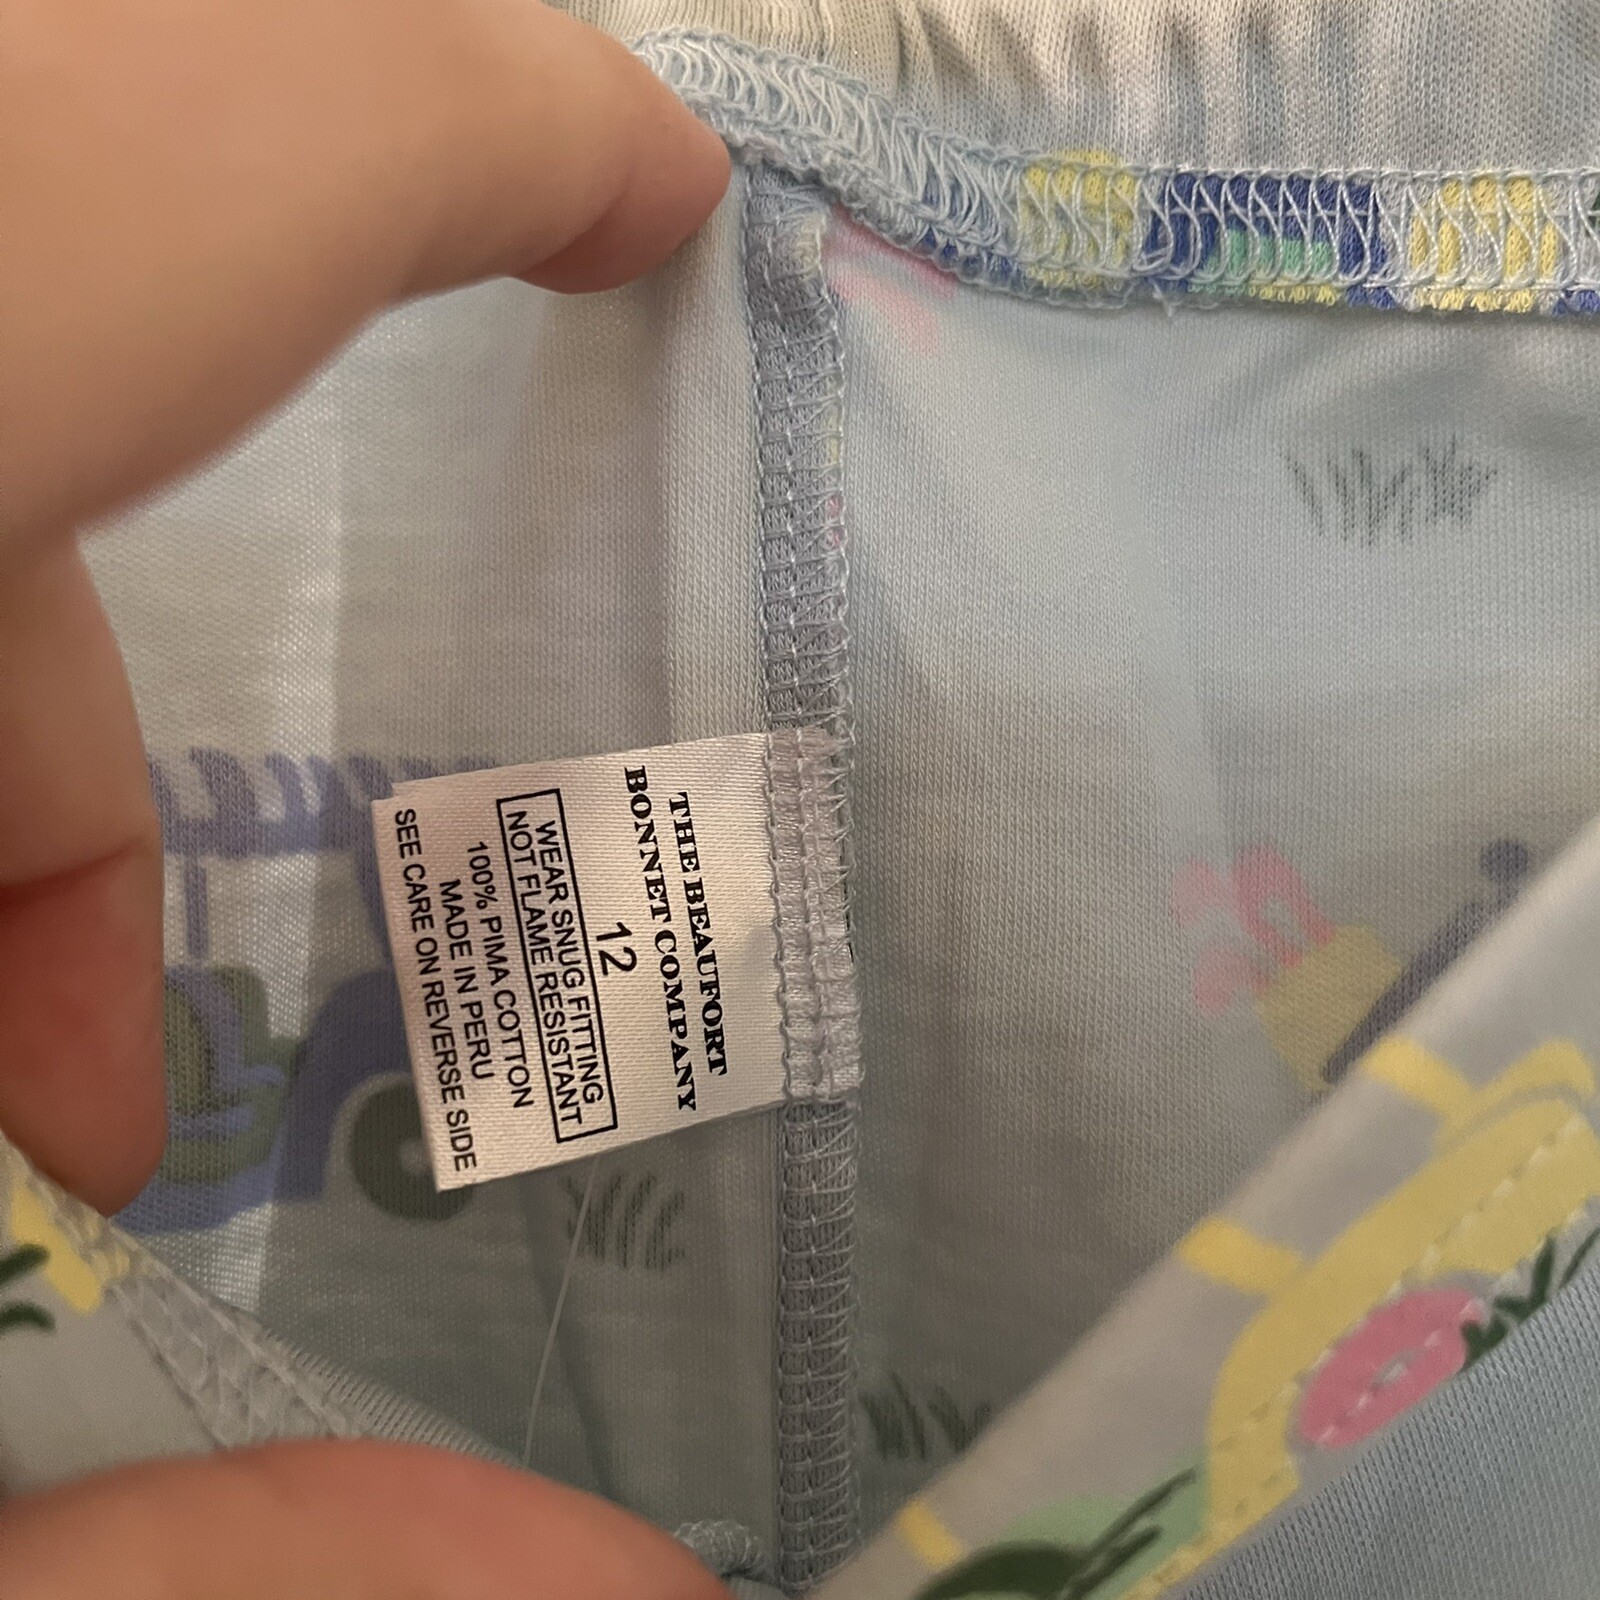 THE BEAUFORT
BONNET COMPANY
12
WEAR SNUG FITTING
NOT FLAME RESISTANT
100% PIMA COTTON
MADE IN PERU
SEE CARE ON REVERSE SIDE